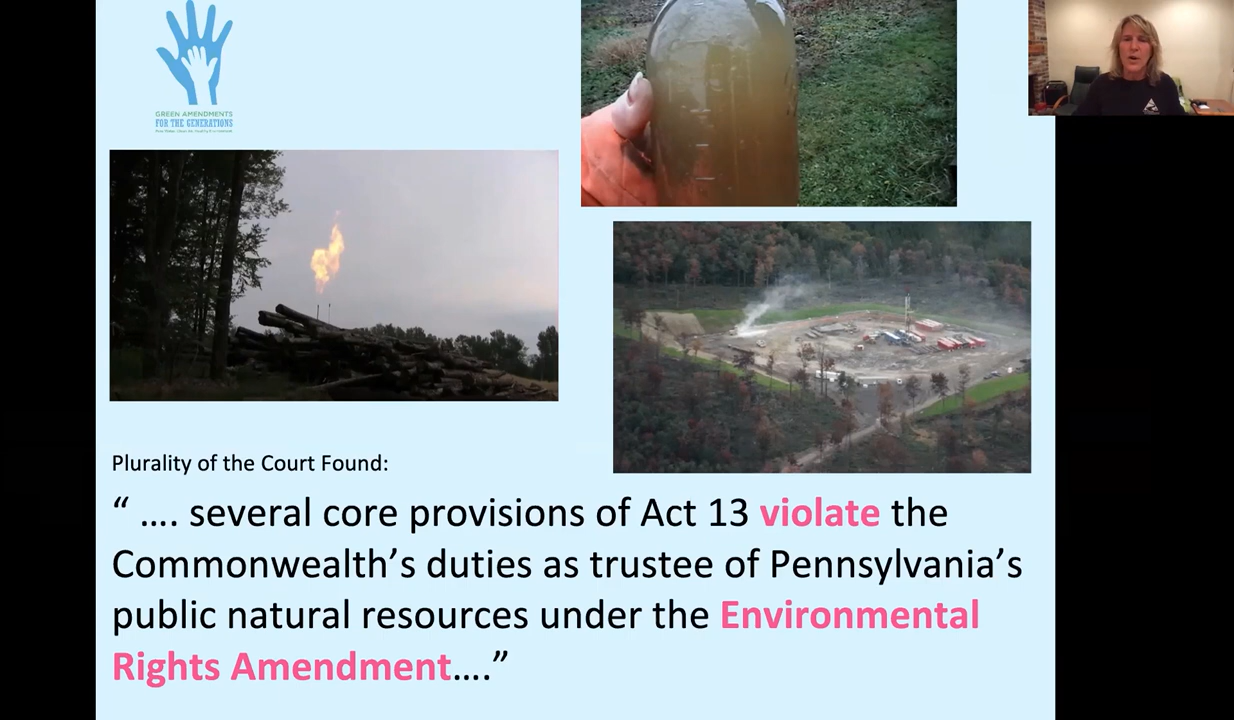 GREEN AMENDMENTS
FOR THE GENERATIONS
Plurality of the Court Found:
“ …. several core provisions of Act 13 violate the
Commonwealth’s duties as trustee of Pennsylvania’s
public natural resources under the Environmental
Rights Amendment….”